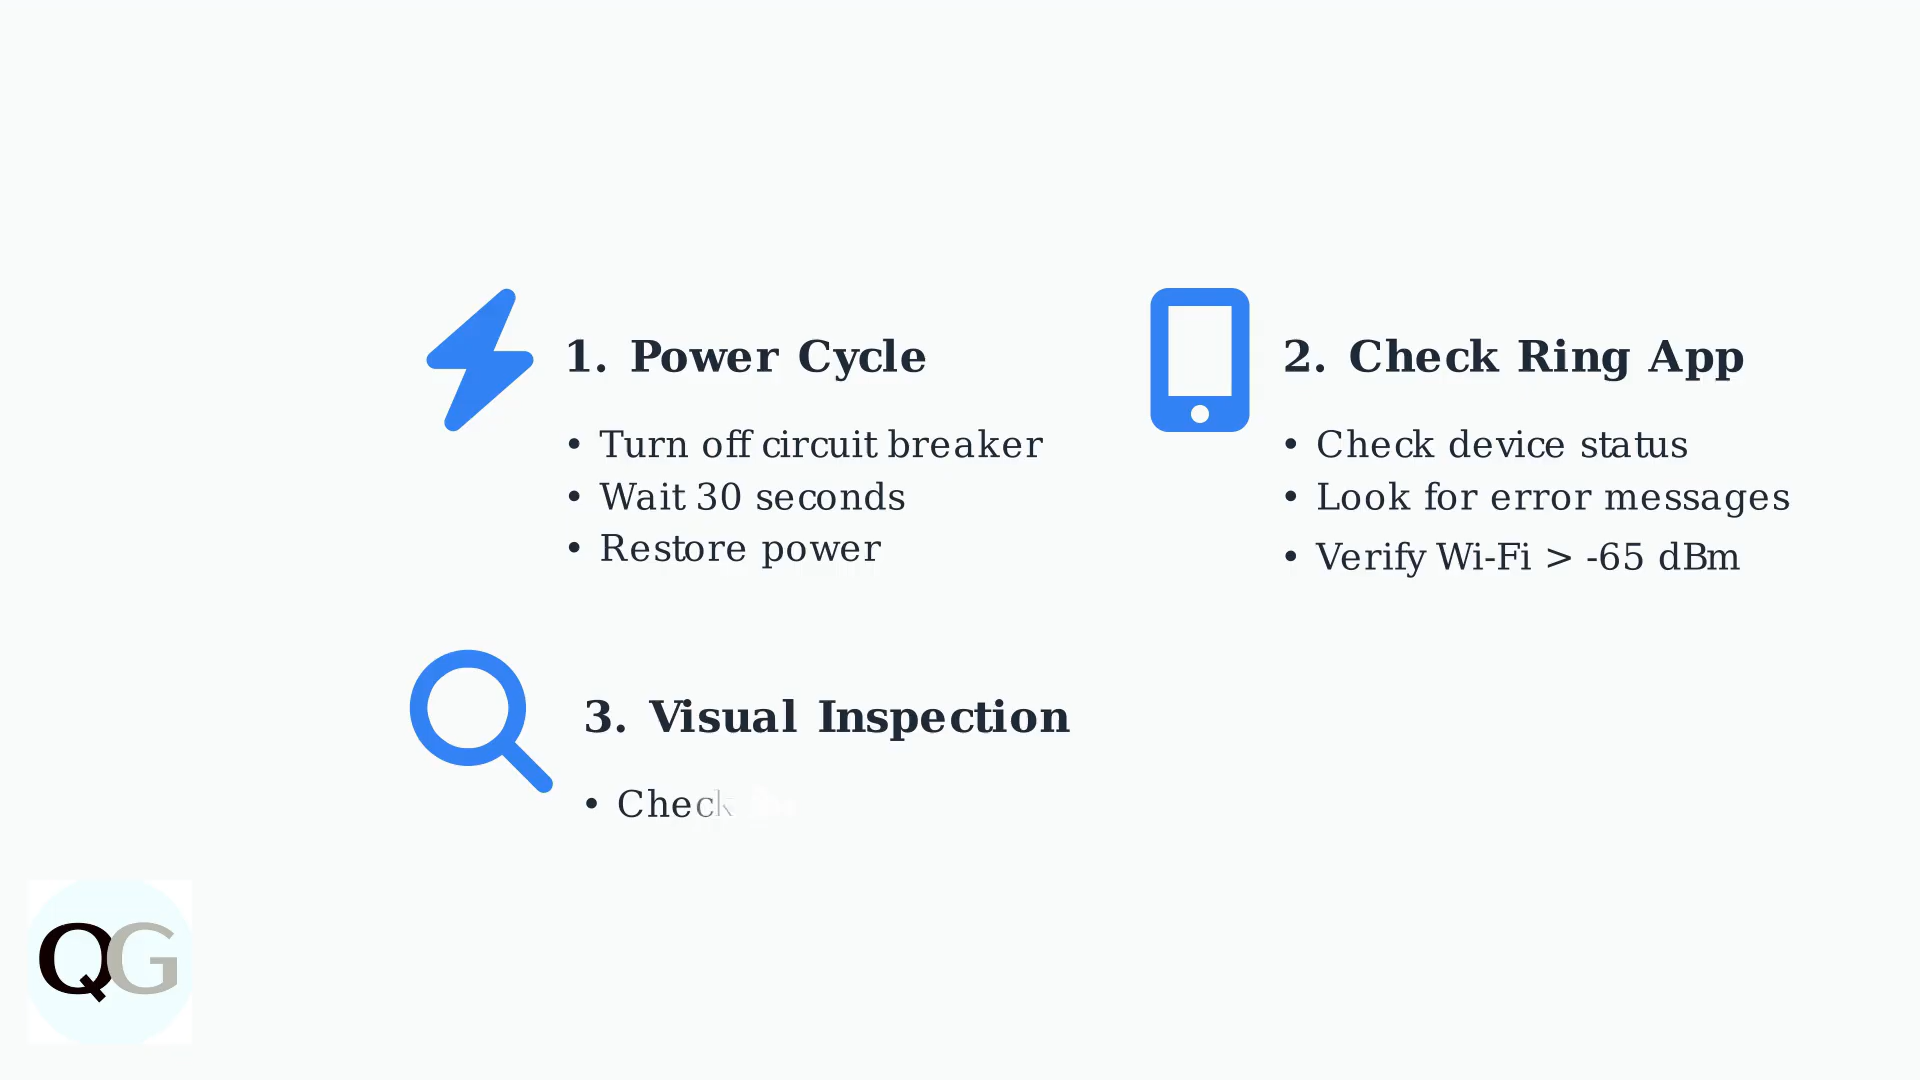 1. Power Cycle
• Turn off circuit breaker
• Wait 30 seconds
• Restore power
2. Check Ring App
• Check device status
• Look for error messages
• Verify Wi-Fi > -65 dBm
3. Visual Inspection
• Check
QG